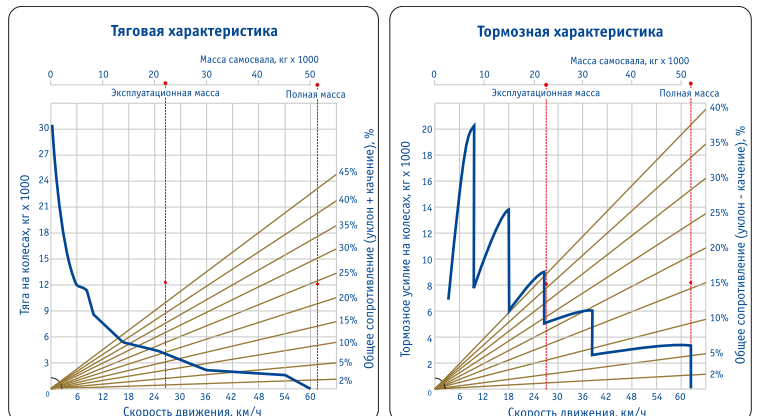 Тяговая характеристика
Масса самосвала, кг х 1000
0 10 20 30 40 50
Эксплуатационная масса Полная масса
Тяга на колесах, кг х 1000
30
27
24
21
18
15
12
9
6
3
0
45%
40%
35%
30%
25%
20%
15%
10%
5%
2%
Общее сопротивление (уклон + качение), %
6 12 18 24 30 36 42 48 54 60
Скорость движения, км/ч
Тормозная характеристика
Масса самосвала, кг х 1000
0 10 20 30 40 50
Эксплуатационная масса Полная масса
Тормозное усилие на колесах, кг х 1000
20
18
16
14
12
10
8
6
4
2
0
40%
35%
30%
25%
20%
15%
10%
5%
2%
Общее сопротивление (уклон - качение), %
6 12 18 24 30 36 42 48 54 60
Скорость движения, км/ч